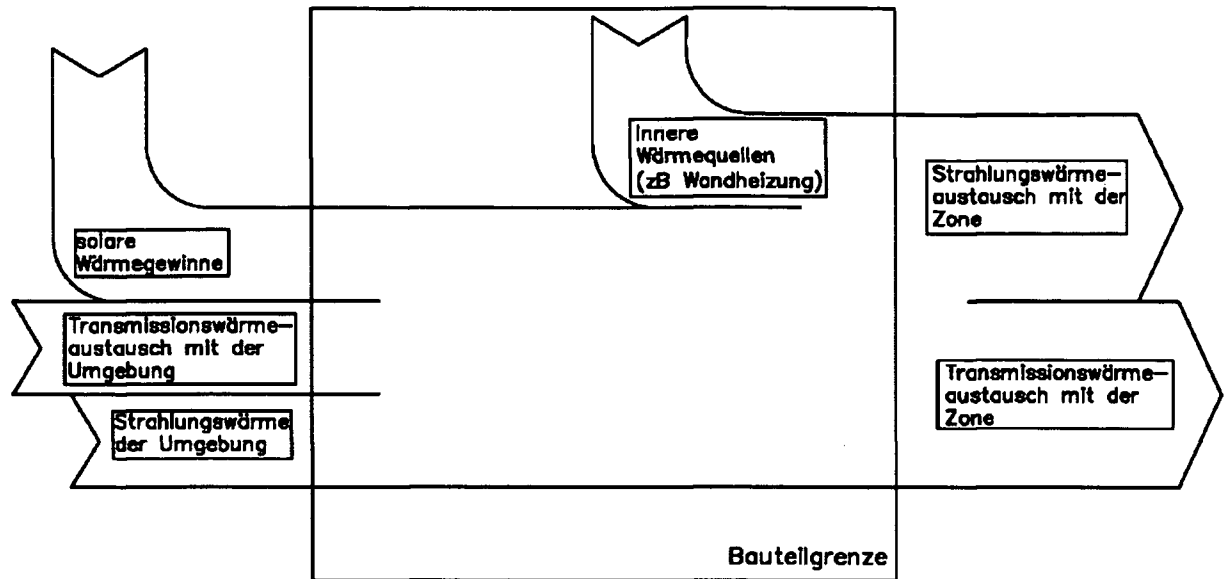 Innere
Wärmequellen
(zB Wandheizung)
Strahlungswärme–
austausch mit der
Zone
solare
Wärmegewinne
Transmissionswärme–
austausch mit der
Umgebung
Transmissionswärme–
austausch mit der
Zone
Strahlungswärme
der Umgebung
Bauteilgrenze